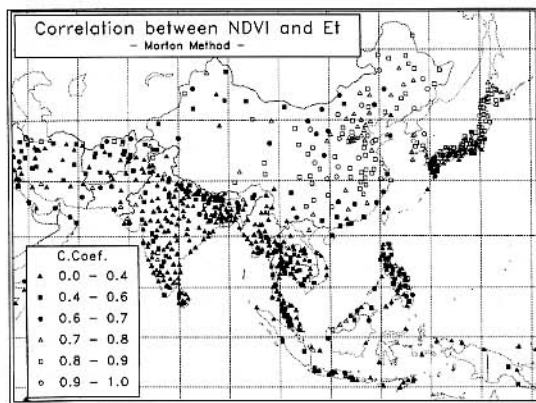 Correlation between NDVI and Et
- Morton Method -
C.Coef.
0.0 - 0.4
0.4 - 0.6
0.6 - 0.7
0.7 - 0.8
0.8 - 0.9
0.9 - 1.0